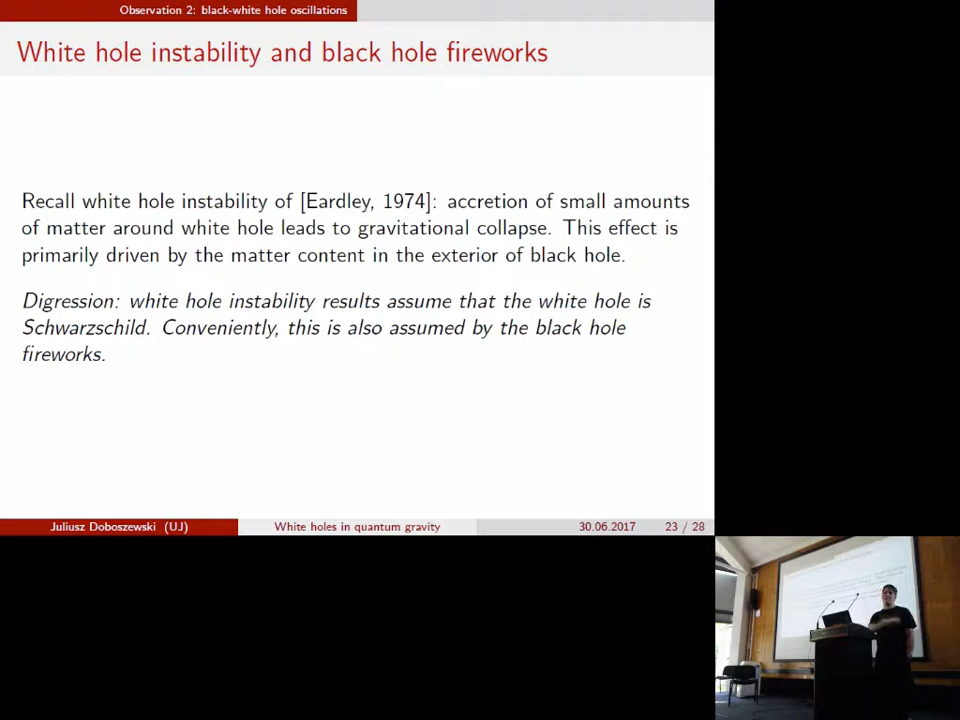 Observation 2: black-white hole oscillations
White hole instability and black hole fireworks
Recall white hole instability of [Eardley, 1974]: accretion of small amounts
of matter around white hole leads to gravitational collapse. This effect is
primarily driven by the matter content in the exterior of black hole.
Digression: white hole instability results assume that the white hole is
Schwarzschild. Conveniently, this is also assumed by the black hole
fireworks.
Juliusz Doboszewski (UJ) White holes in quantum gravity 30.06.2017 23 / 28